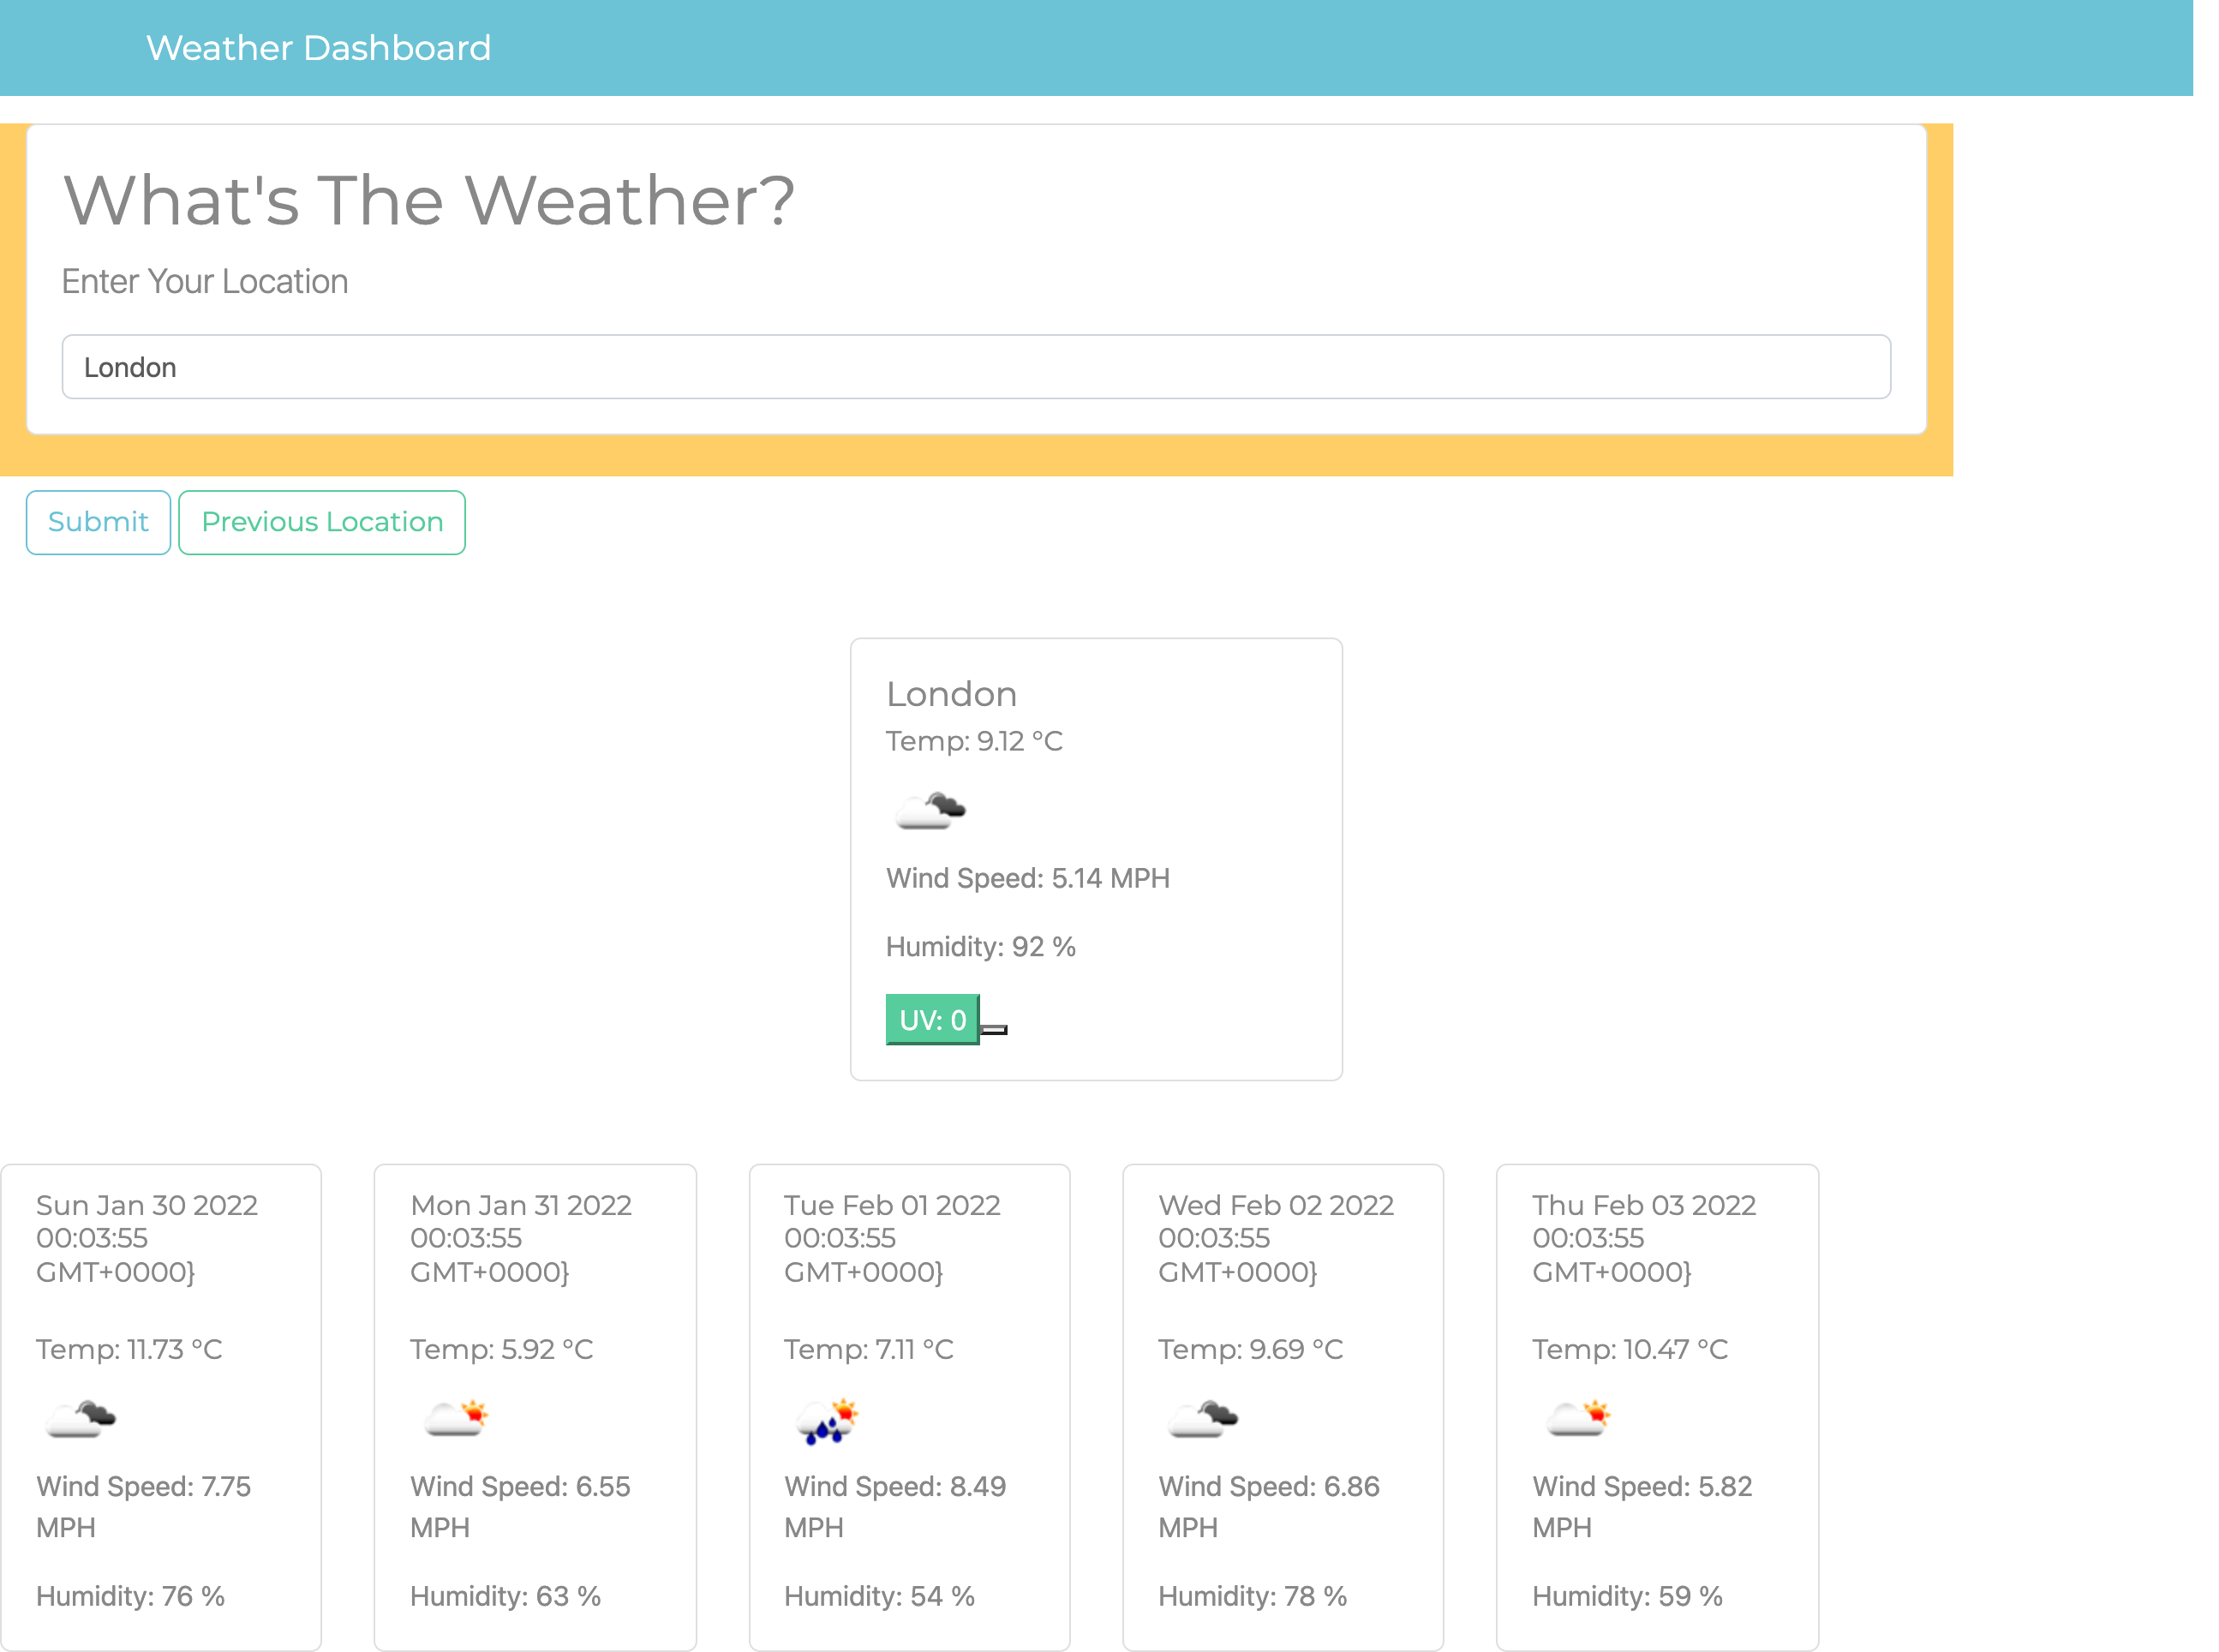 Weather Dashboard
What's The Weather?
Enter Your Location
London
Submit
Previous Location
London
Temp: 9.12 °C
Wind Speed: 5.14 MPH
Humidity: 92 %
UV: 0
Sun Jan 30 2022
00:03:55
GMT+0000}
Temp: 11.73 °C
Wind Speed: 7.75
MPH
Humidity: 76 %
Mon Jan 31 2022
00:03:55
GMT+0000}
Temp: 5.92 °C
Wind Speed: 6.55
MPH
Humidity: 63 %
Tue Feb 01 2022
00:03:55
GMT+0000}
Temp: 7.11 °C
Wind Speed: 8.49
MPH
Humidity: 54 %
Wed Feb 02 2022
00:03:55
GMT+0000}
Temp: 9.69 °C
Wind Speed: 6.86
MPH
Humidity: 78 %
Thu Feb 03 2022
00:03:55
GMT+0000}
Temp: 10.47 °C
Wind Speed: 5.82
MPH
Humidity: 59 %